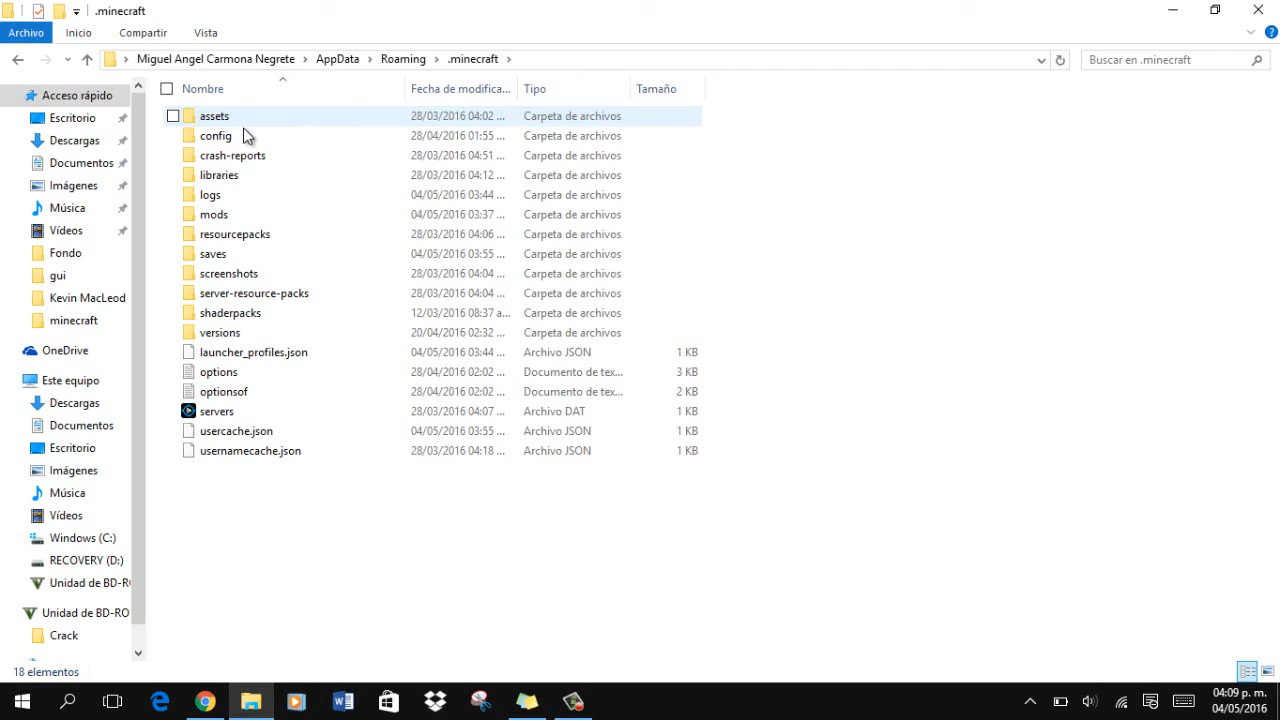 .minecraft
Archivo Inicio Compartir Vista
Miguel Angel Carmona Negrete AppData Roaming .minecraft Buscar en .minecraft
Nombre Fecha de modifica... Tipo Tamaño
Acceso rápido
Escritorio
Descargas
Documentos
Imágenes
Música
Vídeos
Fondo
gui
Kevin MacLeod
minecraft
OneDrive
Este equipo
Descargas
Documentos
Escritorio
Imágenes
Música
Vídeos
Windows (C:)
RECOVERY (D:)
Unidad de BD-RO
Unidad de BD-RO
Crack
assets 28/03/2016 04:02 ... Carpeta de archivos
config 28/04/2016 01:55 ... Carpeta de archivos
crash-reports 28/03/2016 04:51 ... Carpeta de archivos
libraries 28/03/2016 04:12 ... Carpeta de archivos
logs 04/05/2016 03:44 ... Carpeta de archivos
mods 04/05/2016 03:37 ... Carpeta de archivos
resourcepacks 28/03/2016 04:06 ... Carpeta de archivos
saves 04/05/2016 03:55 ... Carpeta de archivos
screenshots 28/03/2016 04:04 ... Carpeta de archivos
server-resource-packs 28/03/2016 04:04 ... Carpeta de archivos
shaderpacks 12/03/2016 08:37 a... Carpeta de archivos
versions 20/04/2016 02:32 ... Carpeta de archivos
launcher_profiles.json 04/05/2016 03:44 ... Archivo JSON 1 KB
options 28/04/2016 02:02 ... Documento de tex... 3 KB
optionsof 28/04/2016 02:02 ... Documento de tex... 2 KB
servers 28/03/2016 04:07 ... Archivo DAT 1 KB
usercache.json 04/05/2016 03:55 ... Archivo JSON 1 KB
usernamecache.json 28/03/2016 04:18 ... Archivo JSON 1 KB
18 elementos
04:09 p. m.
04/05/2016